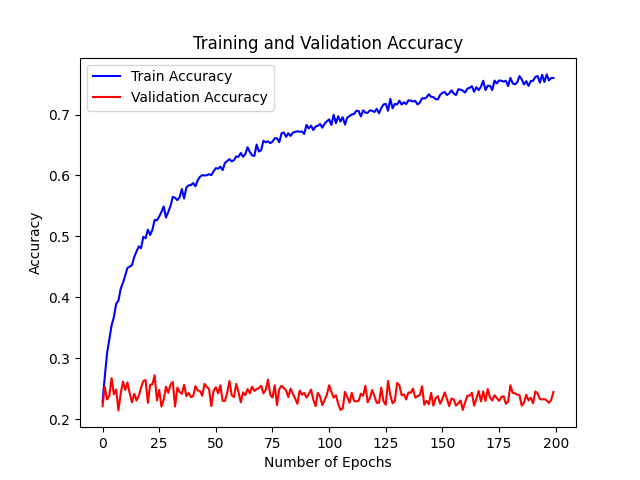 Training and Validation Accuracy
Train Accuracy
Validation Accuracy
Accuracy
0.7
0.6
0.5
0.4
0.3
0.2
0 25 50 75 100 125 150 175 200
Number of Epochs